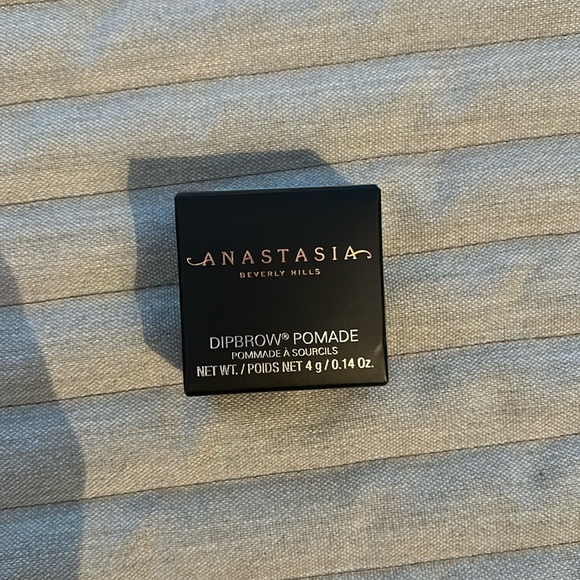 ANASTASIA
BEVERLY HILLS
DIPBROW® POMADE
POMMADE À SOURCILS
NET WT. / POIDS NET 4 g / 0.14 Oz.